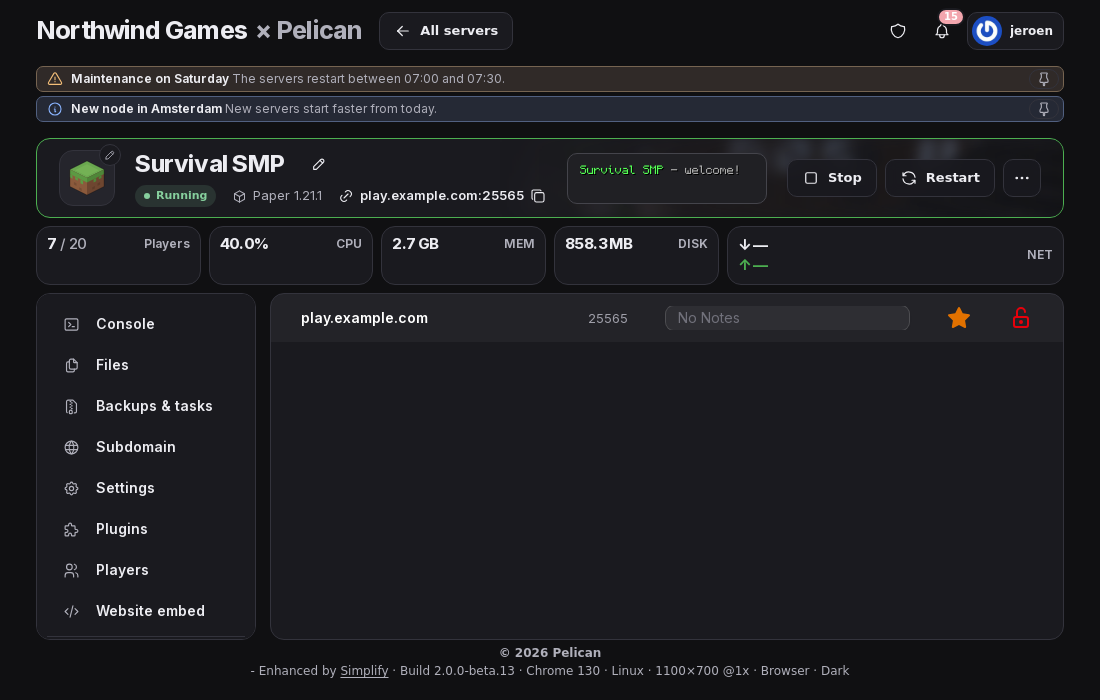 Northwind Games × Pelican
All servers
15
jeroen
Maintenance on Saturday The servers restart between 07:00 and 07:30.
New node in Amsterdam New servers start faster from today.
Survival SMP
Running
Paper 1.21.1
play.example.com:25565
Survival SMP – welcome!
Stop
Restart
7 / 20 Players
40.0% CPU
2.7 GB MEM
858.3 MB DISK
↓—
↑—
NET
Console
Files
Backups & tasks
Subdomain
Settings
Plugins
Players
Website embed
play.example.com 25565 No Notes
© 2026 Pelican
- Enhanced by Simplify · Build 2.0.0-beta.13 · Chrome 130 · Linux · 1100×700 @1x · Browser · Dark